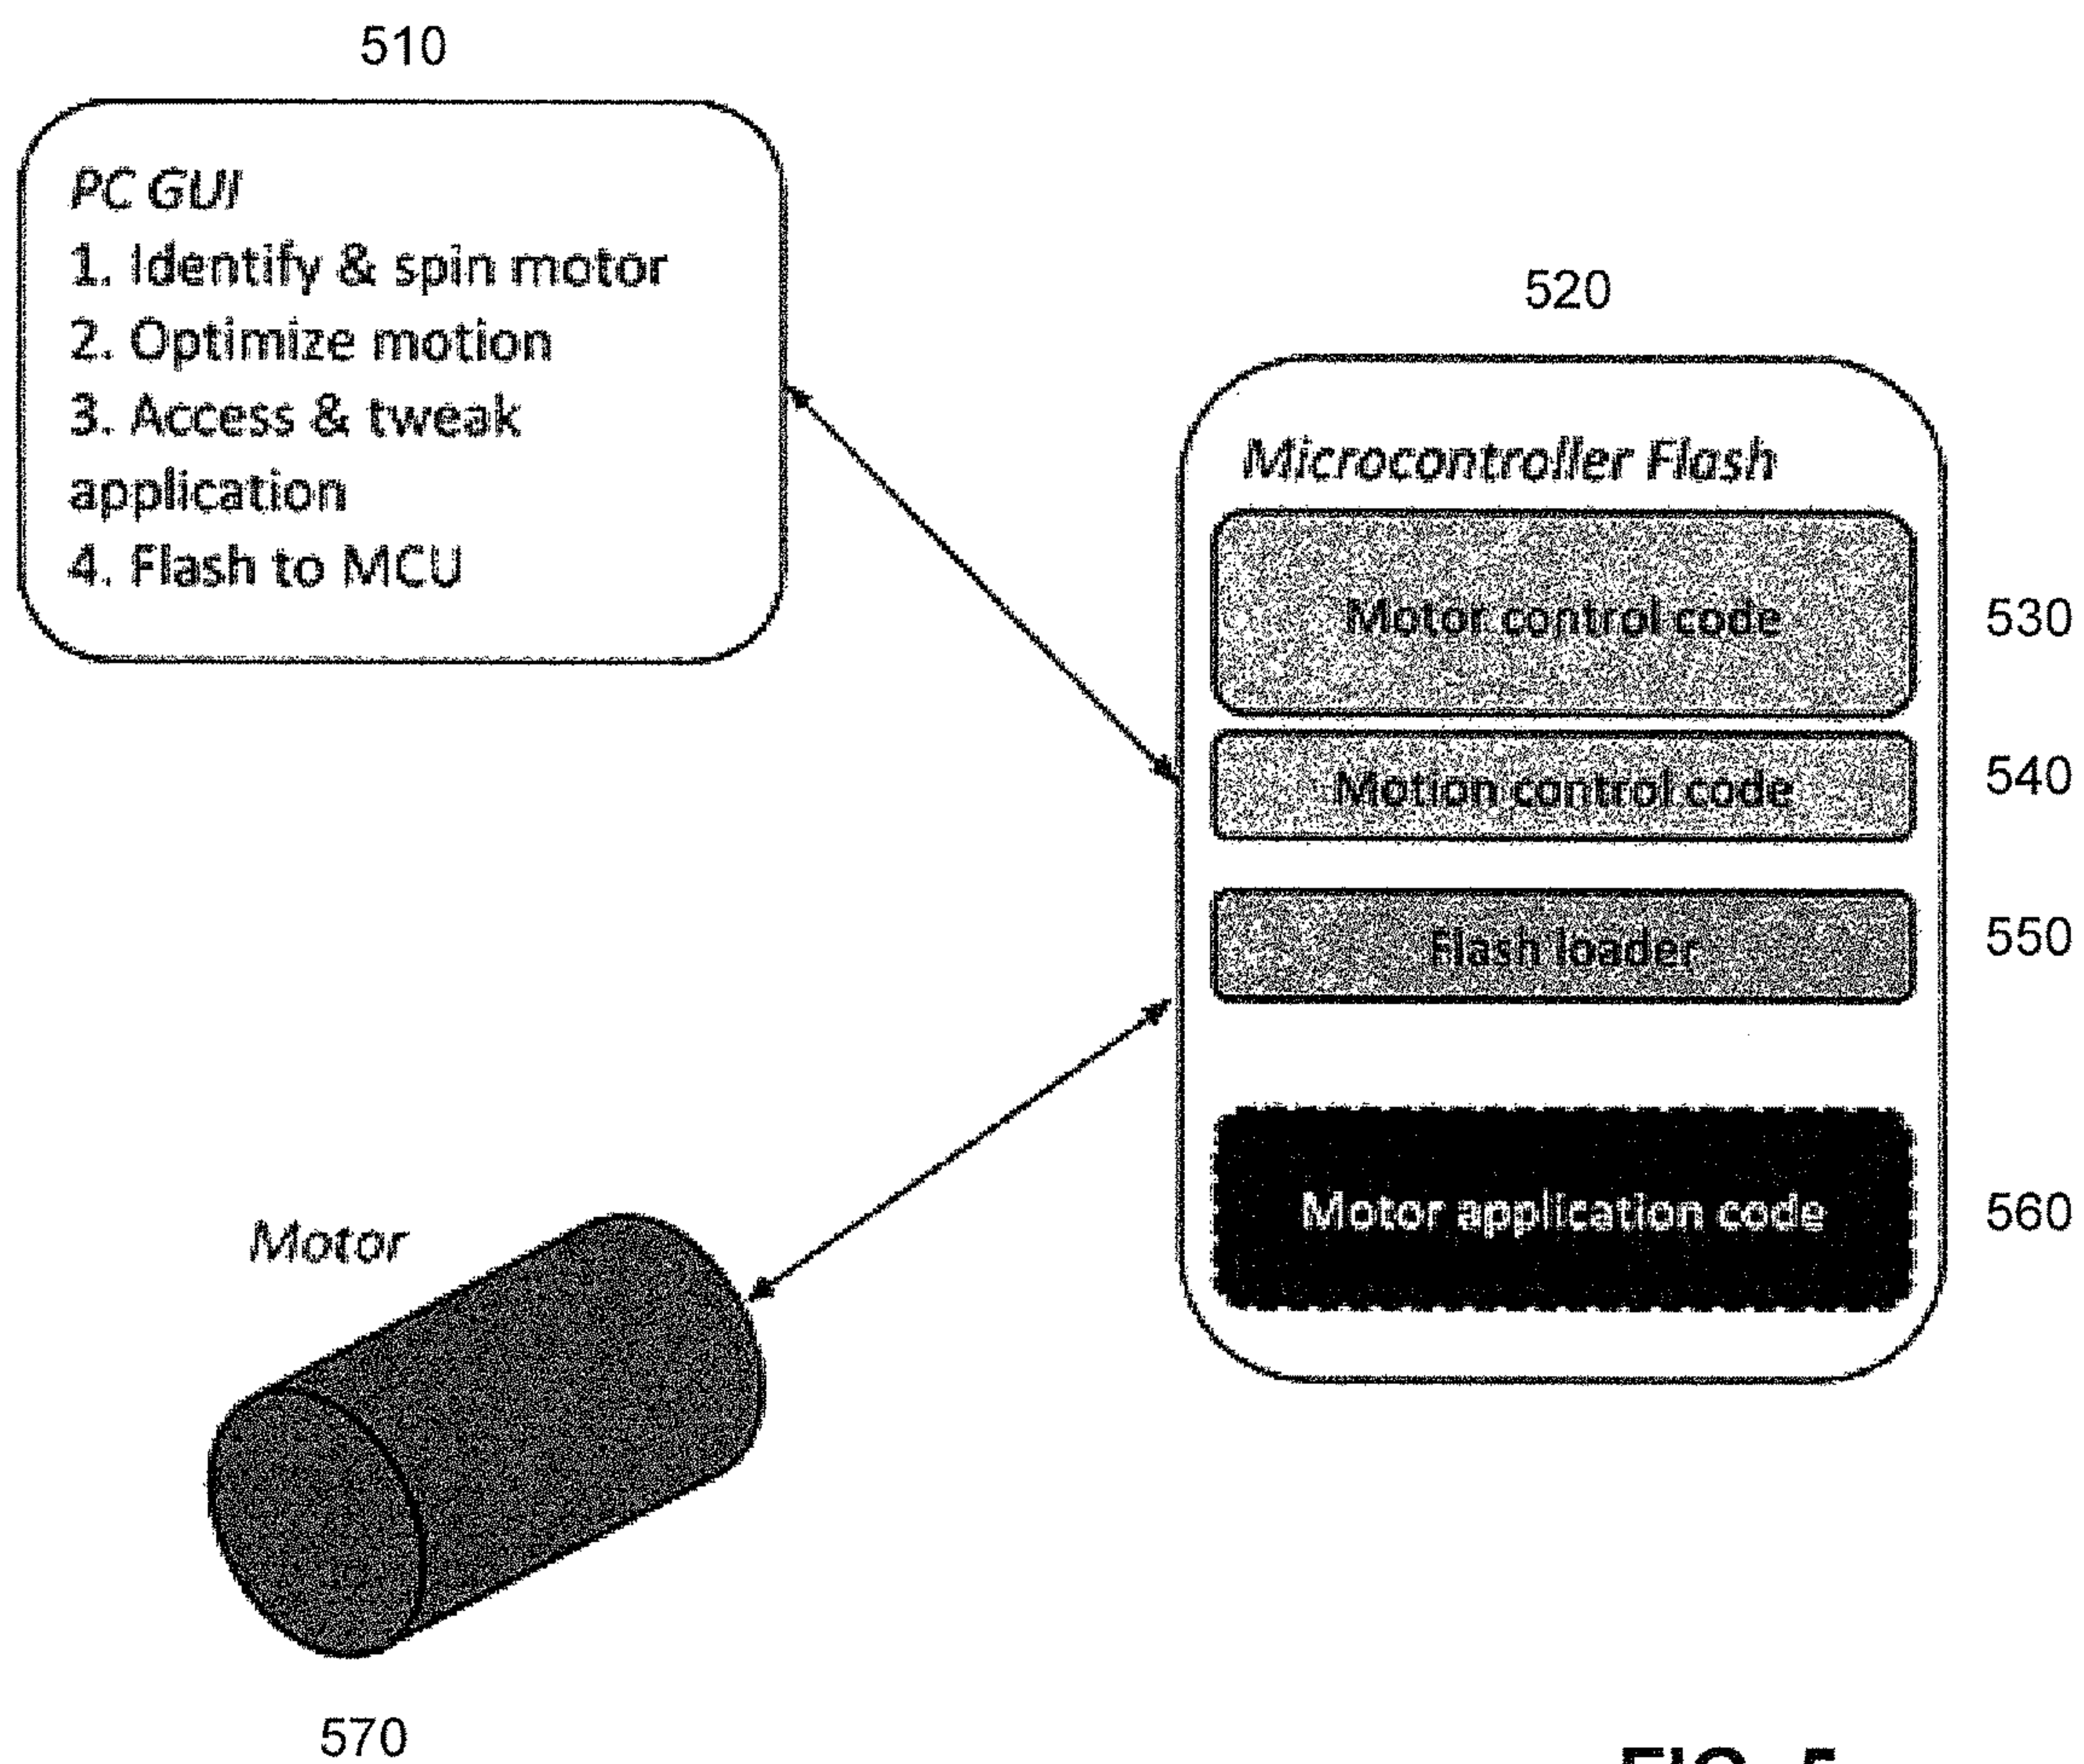 510
PC GUI
1. Identify & spin motor
2. Optimize motion
3. Access & tweak
application
4. Flash to MCU
520
Microcontroller Flash
Motor control code
530
Motion control code
540
Flash loader
550
Motor application code
560
Motor
570
FIG. 5